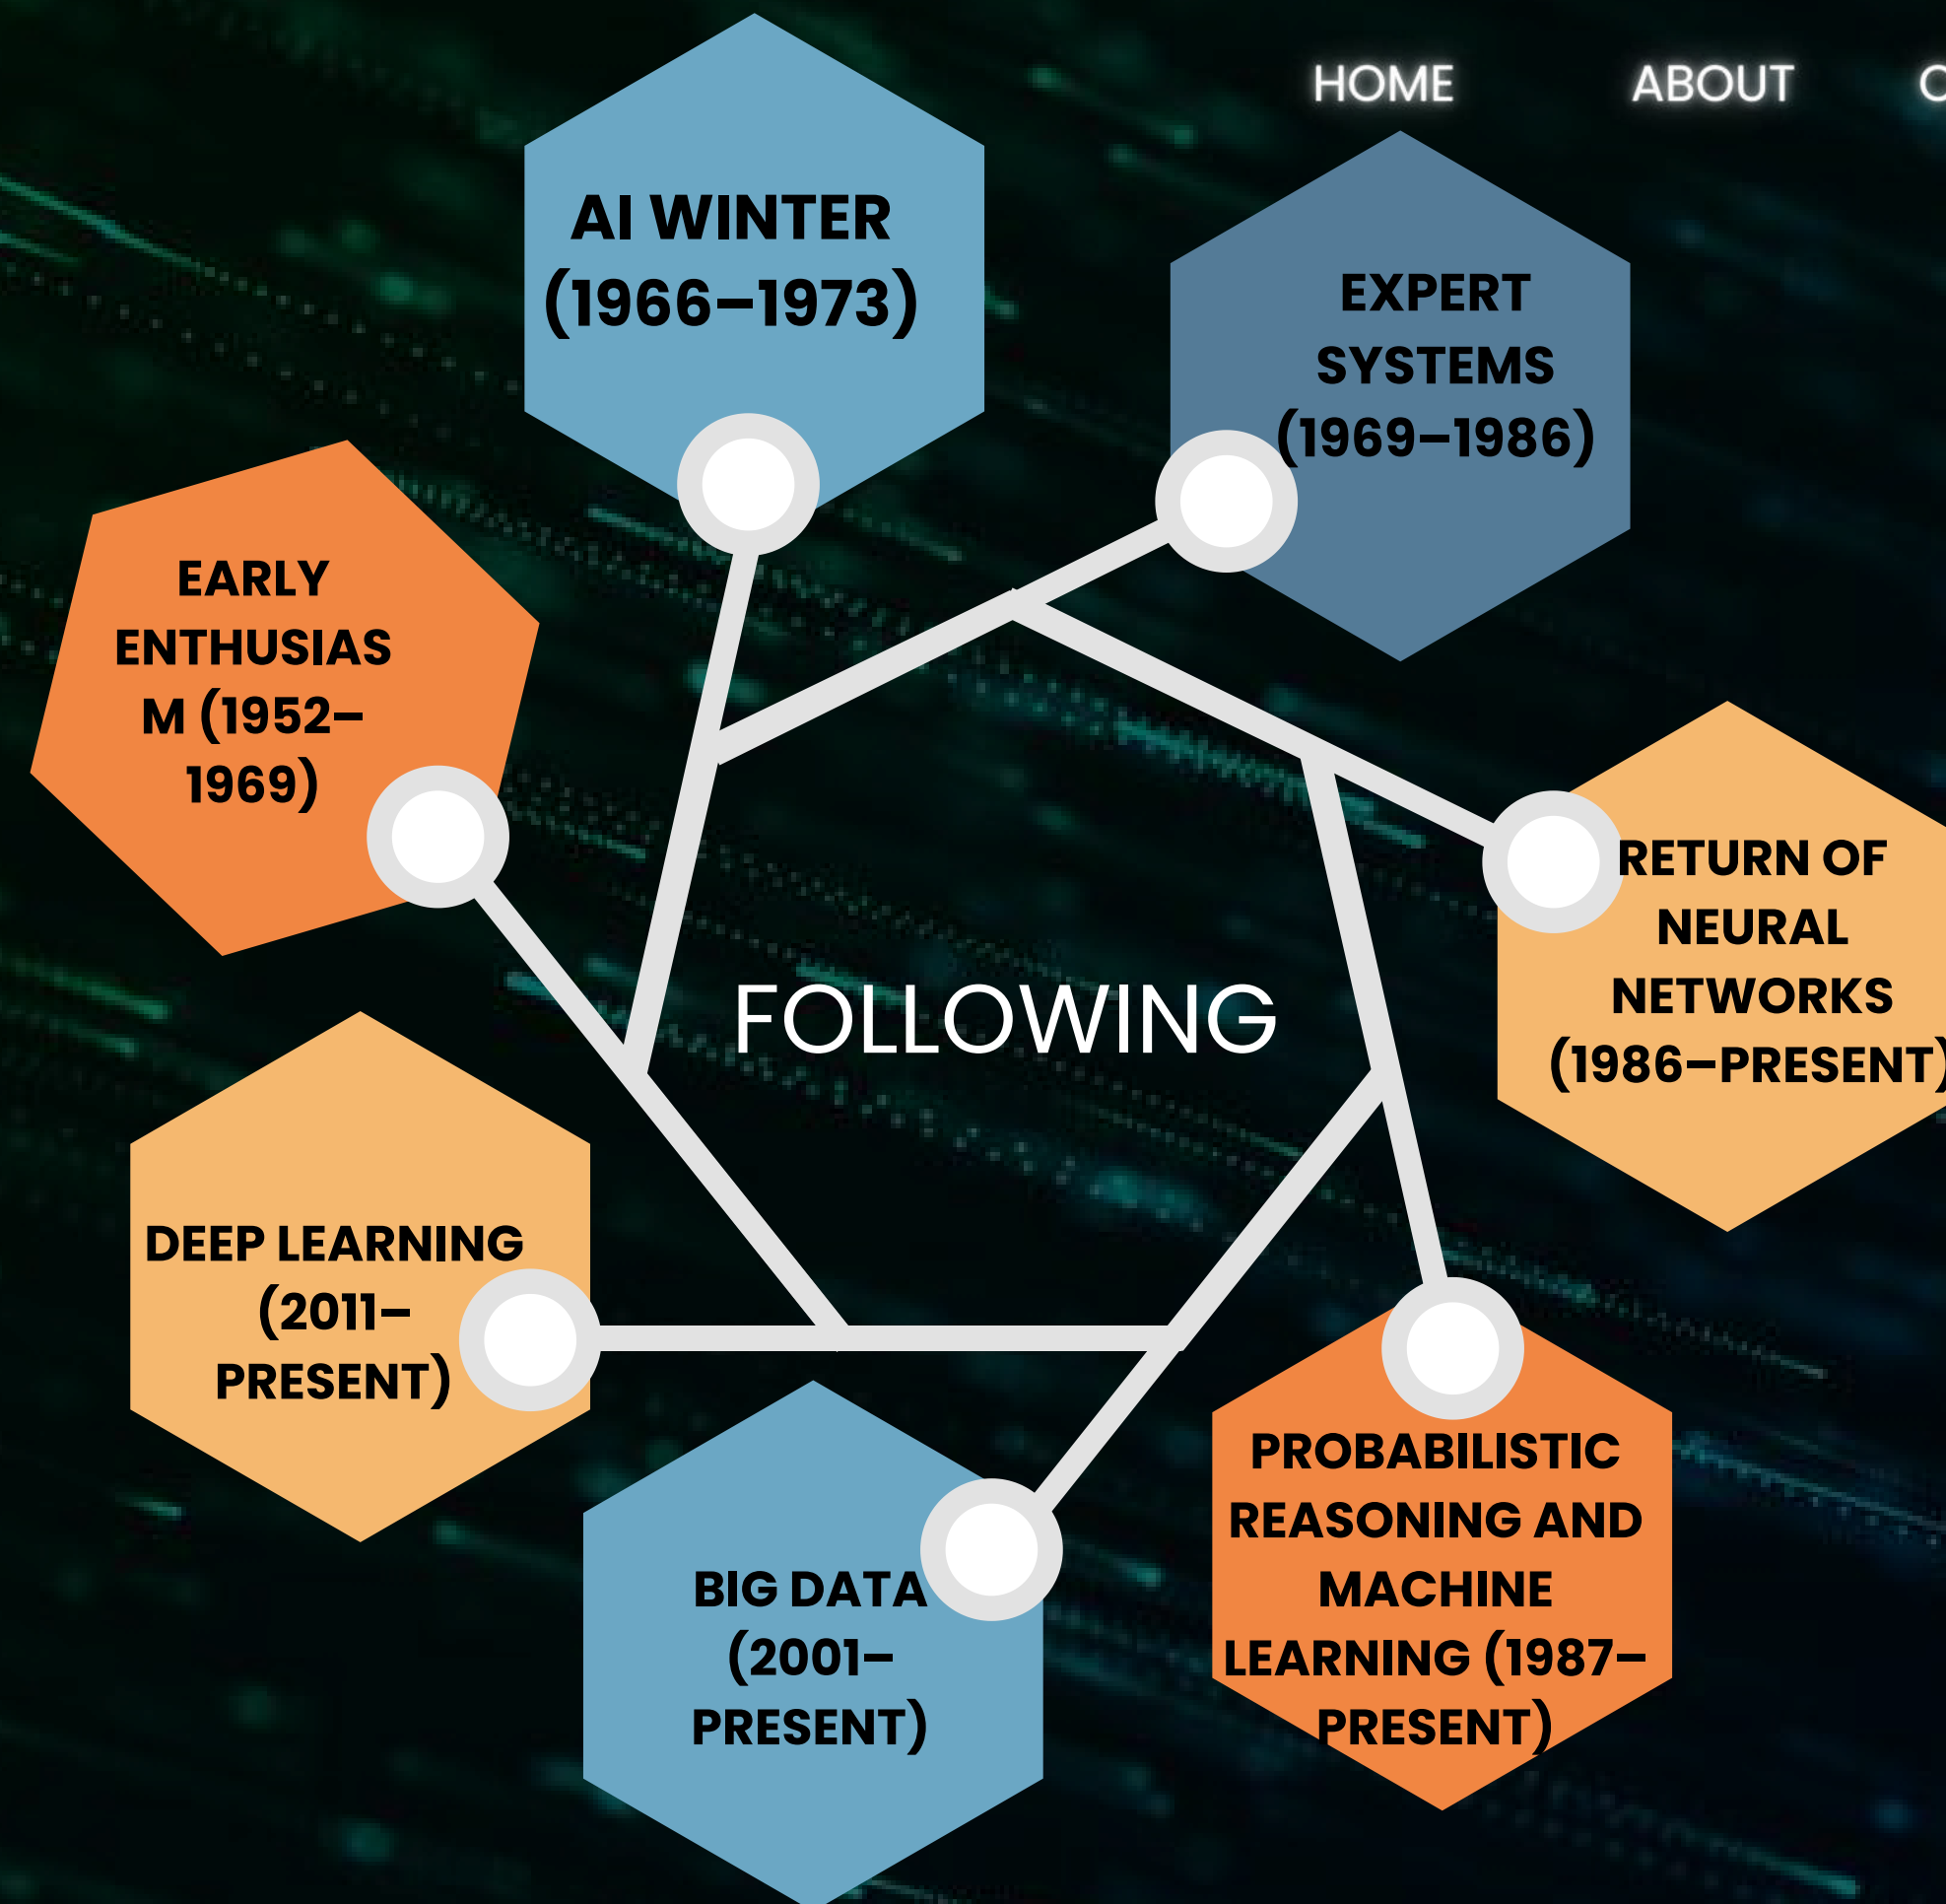 HOME ABOUT
AI WINTER
(1966–1973)
EXPERT
SYSTEMS
(1969–1986)
EARLY
ENTHUSIAS
M (1952–
1969)
RETURN OF
NEURAL
NETWORKS
(1986–PRESENT)
FOLLOWING
DEEP LEARNING
(2011–
PRESENT)
BIG DATA
(2001–
PRESENT)
PROBABILISTIC
REASONING AND
MACHINE
LEARNING (1987–
PRESENT)